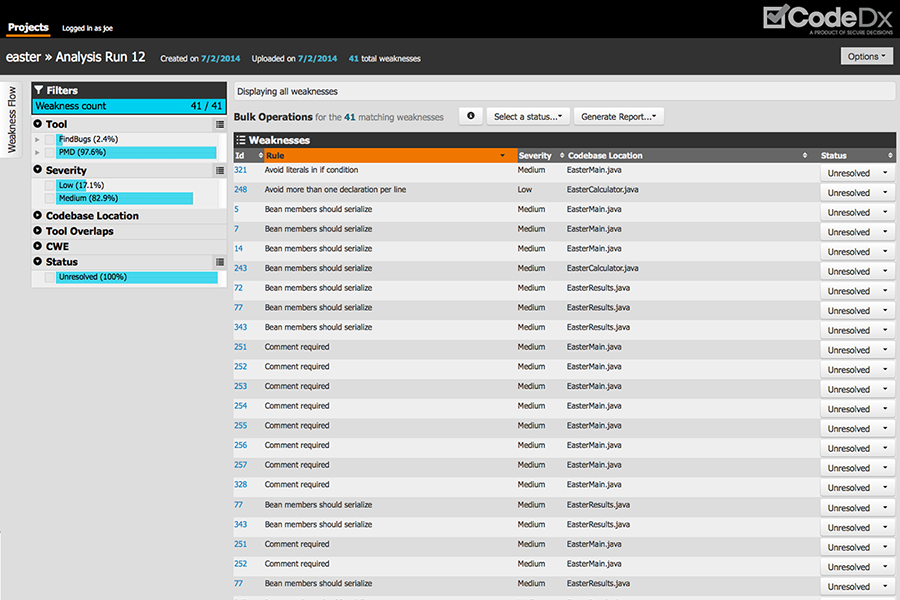 Projects Logged in as Joe
CodeDx
A PRODUCT OF SECURE DECISIONS
easter » Analysis Run 12 Created on 7/2/2014 Uploaded on 7/2/2014 41 total weaknesses Options
Weakness Flow
Filters
Weakness count 41 / 41
Tool
FindBugs (2.4%)
PMD (97.6%)
Severity
Low (17.1%)
Medium (82.9%)
Codebase Location
Tool Overlaps
CWE
Status
Unresolved (100%)
Displaying all weaknesses
Bulk Operations for the 41 matching weaknesses Select a status... Generate Report...
Weaknesses
Id Rule Severity Codebase Location Status
321 Avoid literals in if condition Medium EasterMain.java Unresolved
248 Avoid more than one declaration per line Low EasterCalculator.java Unresolved
5 Bean members should serialize Medium EasterMain.java Unresolved
7 Bean members should serialize Medium EasterMain.java Unresolved
14 Bean members should serialize Medium EasterMain.java Unresolved
243 Bean members should serialize Medium EasterCalculator.java Unresolved
72 Bean members should serialize Medium EasterResults.java Unresolved
77 Bean members should serialize Medium EasterResults.java Unresolved
343 Bean members should serialize Medium EasterResults.java Unresolved
251 Comment required Medium EasterMain.java Unresolved
252 Comment required Medium EasterMain.java Unresolved
253 Comment required Medium EasterMain.java Unresolved
254 Comment required Medium EasterMain.java Unresolved
255 Comment required Medium EasterMain.java Unresolved
256 Comment required Medium EasterMain.java Unresolved
257 Comment required Medium EasterMain.java Unresolved
328 Comment required Medium EasterMain.java Unresolved
77 Bean members should serialize Medium EasterResults.java Unresolved
343 Bean members should serialize Medium EasterResults.java Unresolved
251 Comment required Medium EasterMain.java Unresolved
252 Comment required Medium EasterMain.java Unresolved
77 Bean members should serialize Medium EasterResults.java Unresolved